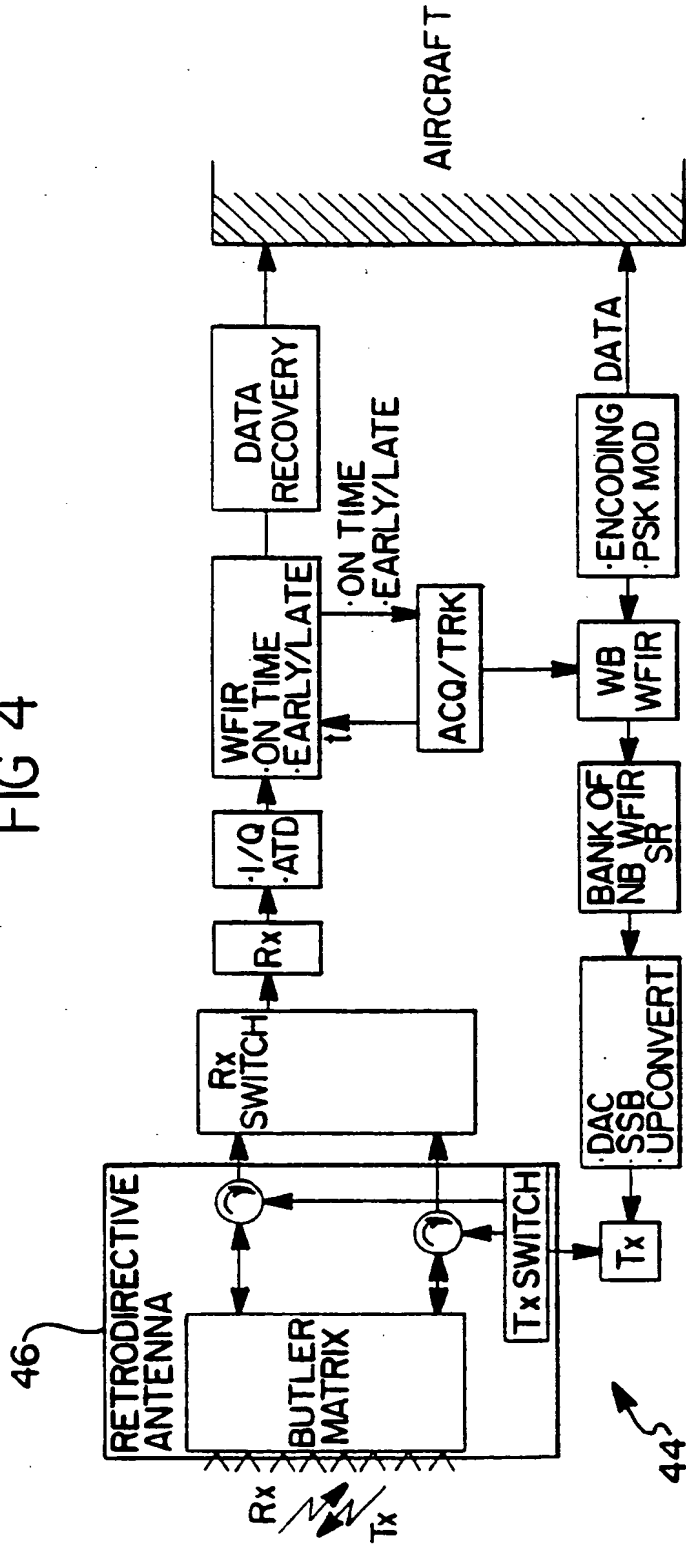 FIG 4
46
RETRODIRECTIVE
ANTENNA
BUTLER
MATRIX
Rx
Tx
Tx SWITCH
Rx
SWITCH
Rx
.I/Q
.ATD
WFIR
.ON TIME
.EARLY/LATE
t
.ON TIME
.EARLY/LATE
DATA
RECOVERY
ACQ/TRK
AIRCRAFT
Tx
.DAC
.SSB
.UPCONVERT
BANK OF
NB WFIR
SR
WB
WFIR
.ENCODING
.PSK MOD
DATA
44